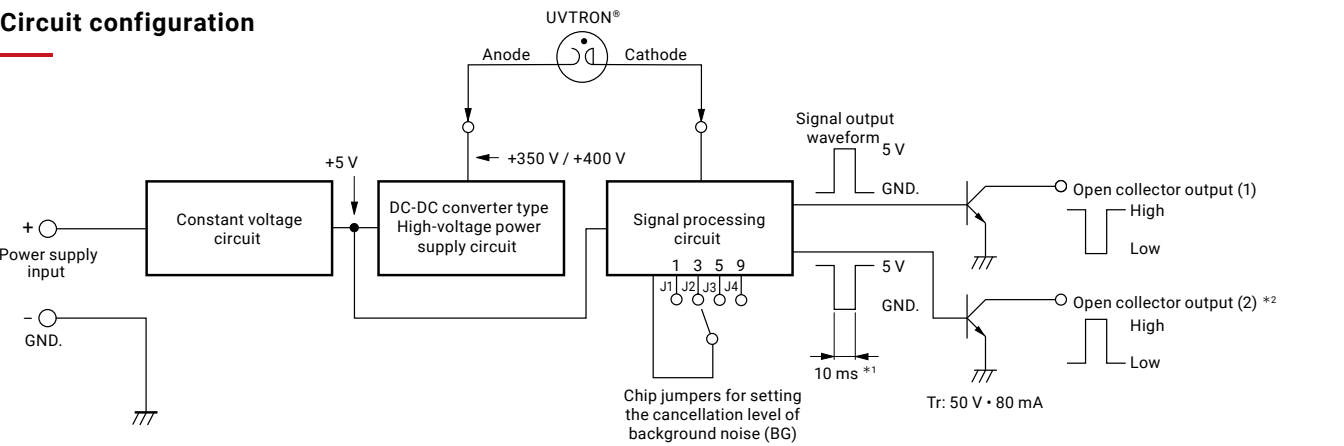 Circuit configuration
UVTRON®
Anode
Cathode
Signal output
waveform
5 V
GND.
+5 V
+350 V / +400 V
Constant voltage
circuit
DC-DC converter type
High-voltage power
supply circuit
Signal processing
circuit
Open collector output (1)
High
Low
+
Power supply
input
1 3 5 9
J1 J2 J3 J4
5 V
GND.
Open collector output (2) *2
High
Low
−
GND.
10 ms *1
Chip jumpers for setting
the cancellation level of
background noise (BG)
Tr: 50 V • 80 mA